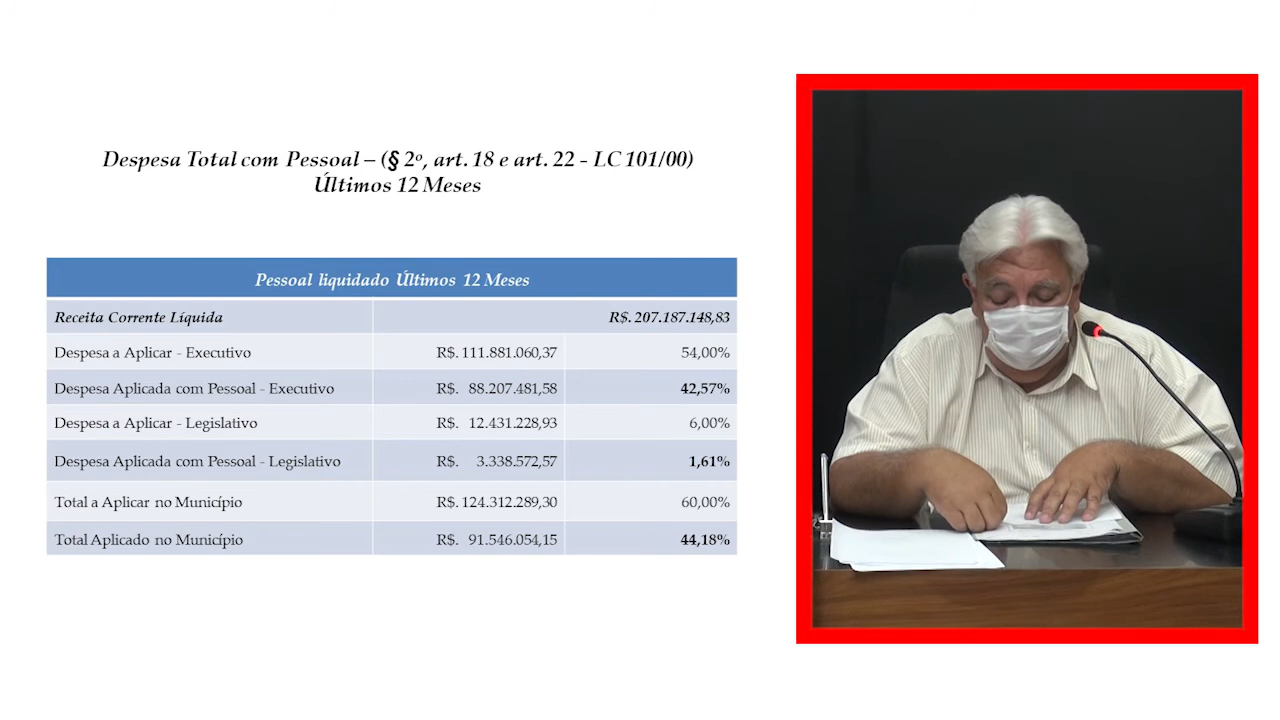 Despesa Total com Pessoal – (§ 2º, art. 18 e art. 22 - LC 101/00)
Últimos 12 Meses
Pessoal liquidado Últimos 12 Meses
Receita Corrente Líquida R$. 207.187.148,83
Despesa a Aplicar - Executivo R$. 111.881.060,37 54,00%
Despesa Aplicada com Pessoal - Executivo R$. 88.207.481,58 42,57%
Despesa a Aplicar - Legislativo R$. 12.431.228,93 6,00%
Despesa Aplicada com Pessoal - Legislativo R$. 3.338.572,57 1,61%
Total a Aplicar no Município R$. 124.312.289,30 60,00%
Total Aplicado no Município R$. 91.546.054,15 44,18%